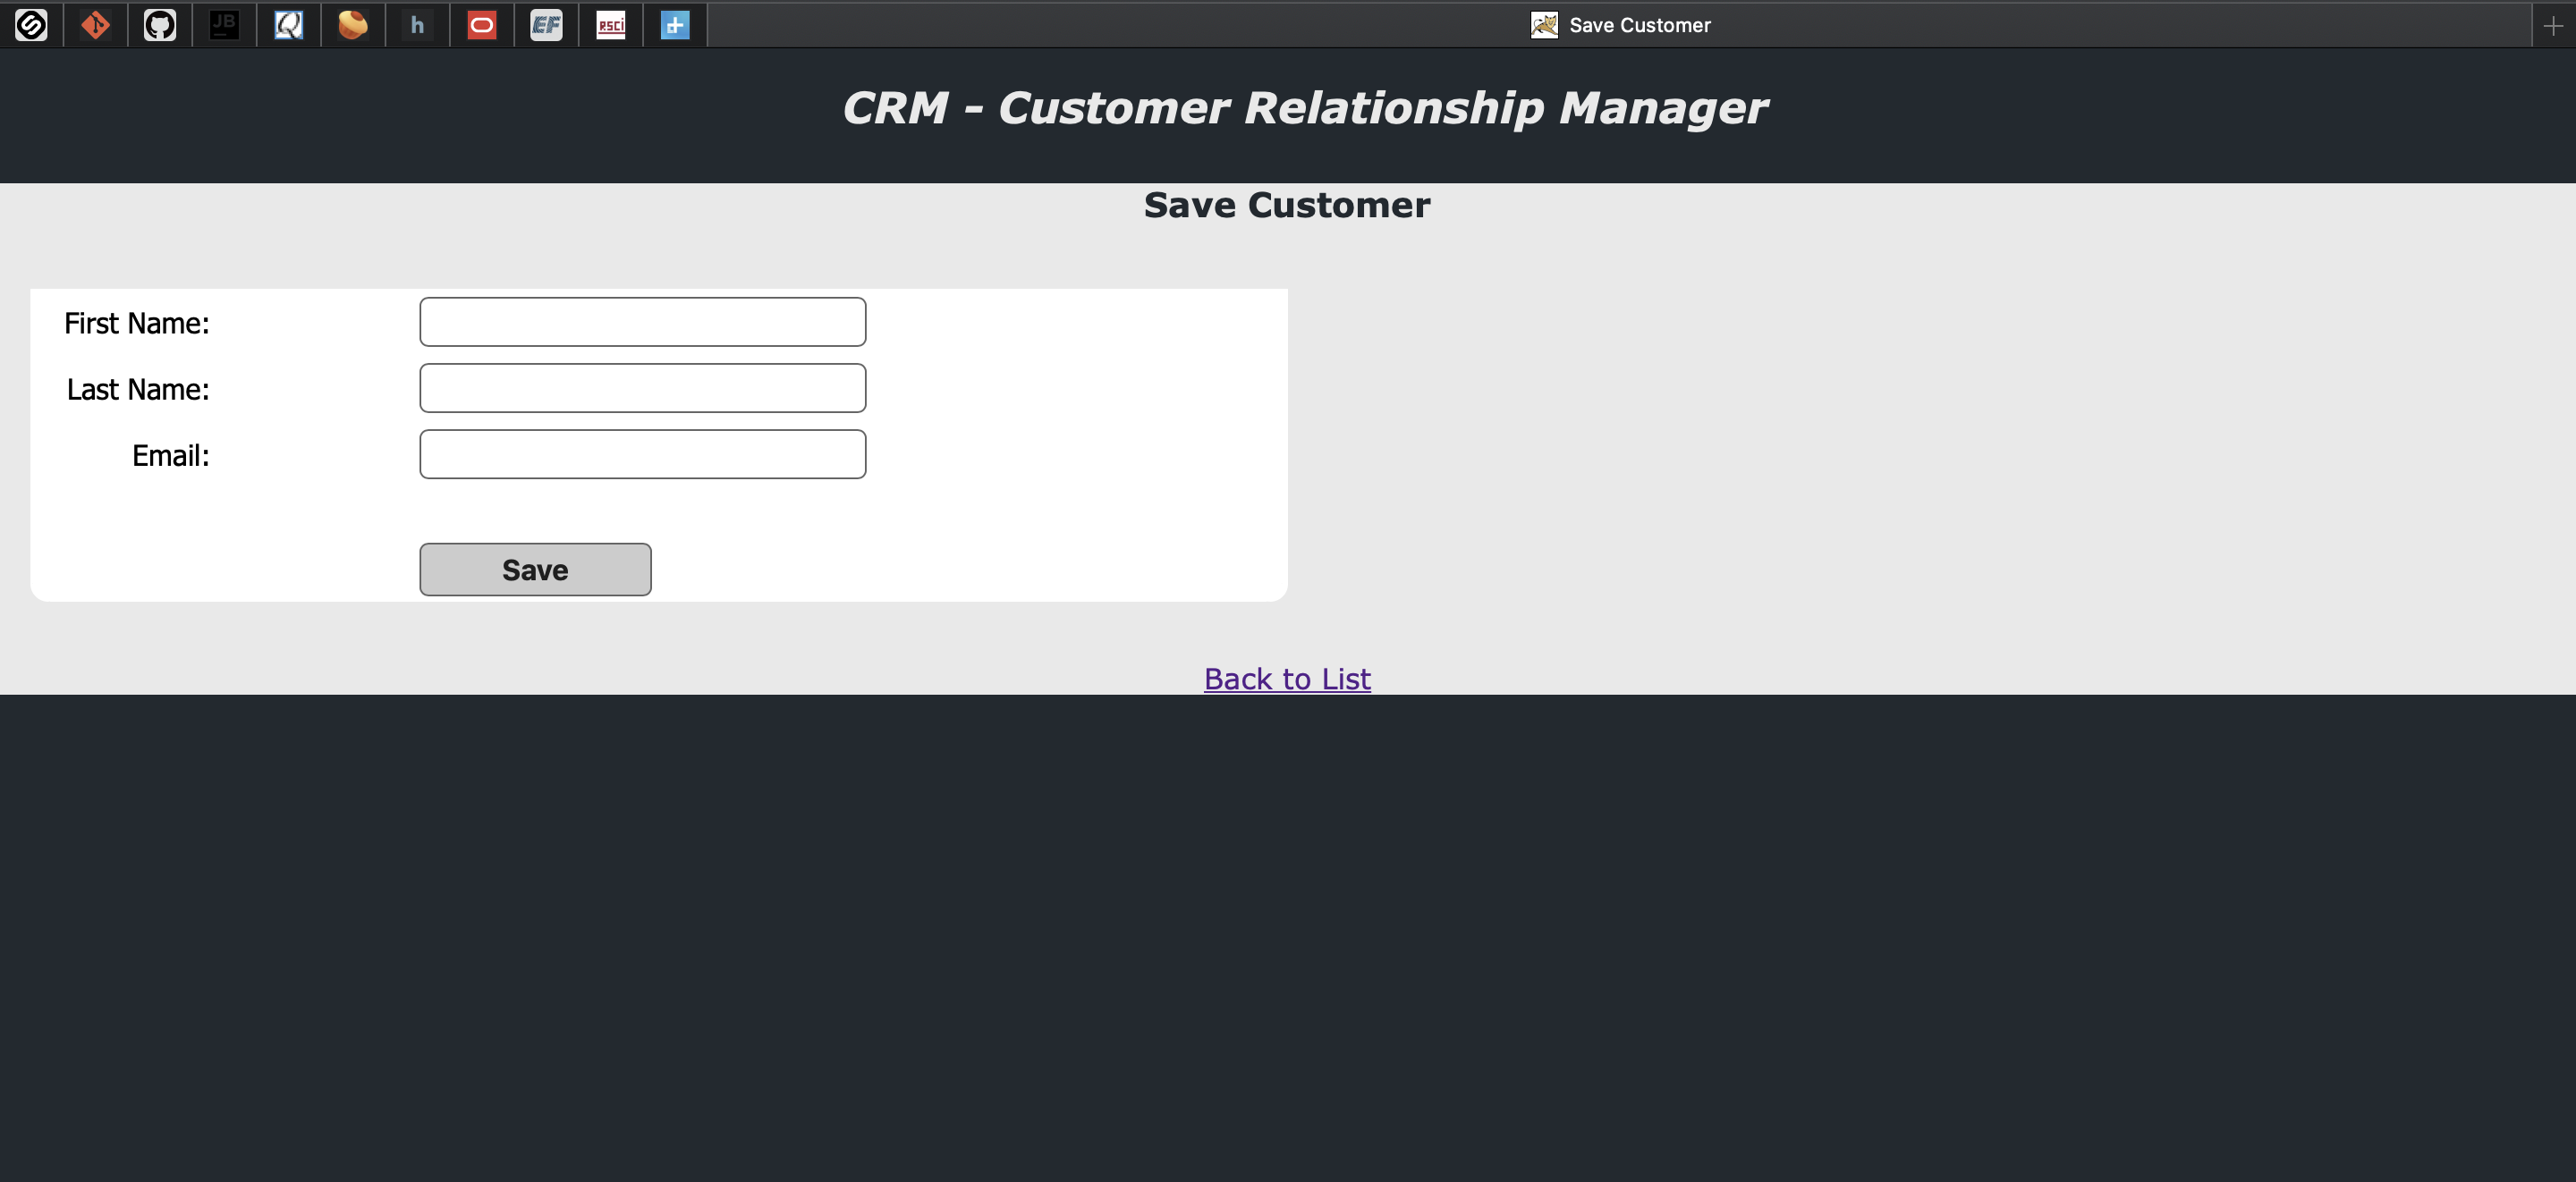 JB
h
EF
RSCI
Save Customer
CRM - Customer Relationship Manager
Save Customer
First Name:
Last Name:
Email:
Save
Back to List